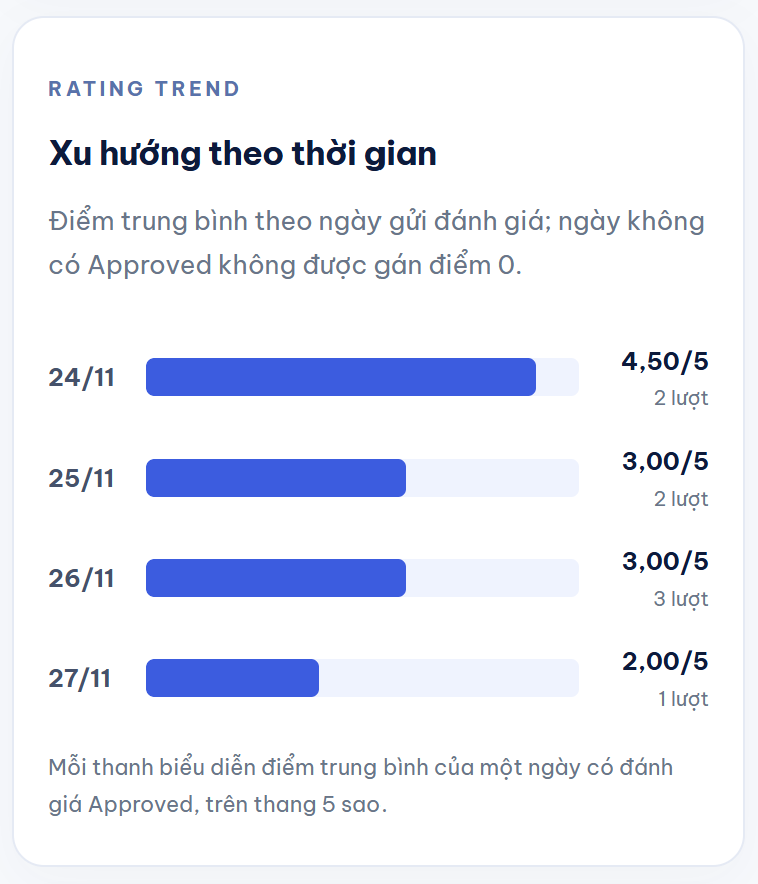 RATING TREND
Xu hướng theo thời gian
Điểm trung bình theo ngày gửi đánh giá; ngày không
có Approved không được gán điểm 0.
24/11
4,50/5
2 lượt
25/11
3,00/5
2 lượt
26/11
3,00/5
3 lượt
27/11
2,00/5
1 lượt
Mỗi thanh biểu diễn điểm trung bình của một ngày có đánh
giá Approved, trên thang 5 sao.